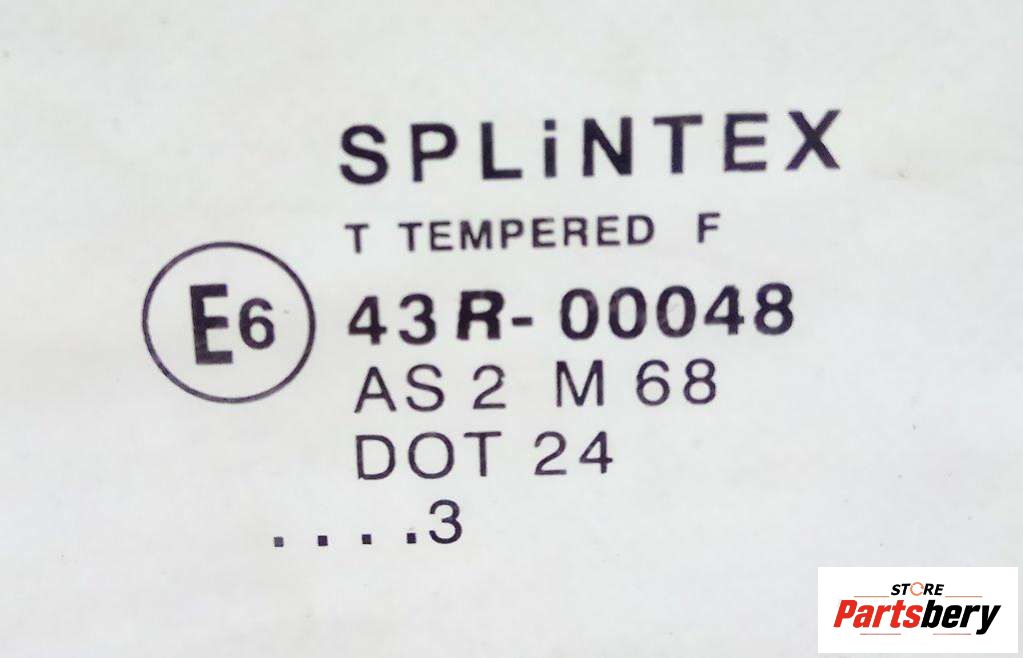 SPLiNTEX
T TEMPERED F
E6 43R-00048
AS 2 M 68
DOT 24
....3
STORE
Partsbery